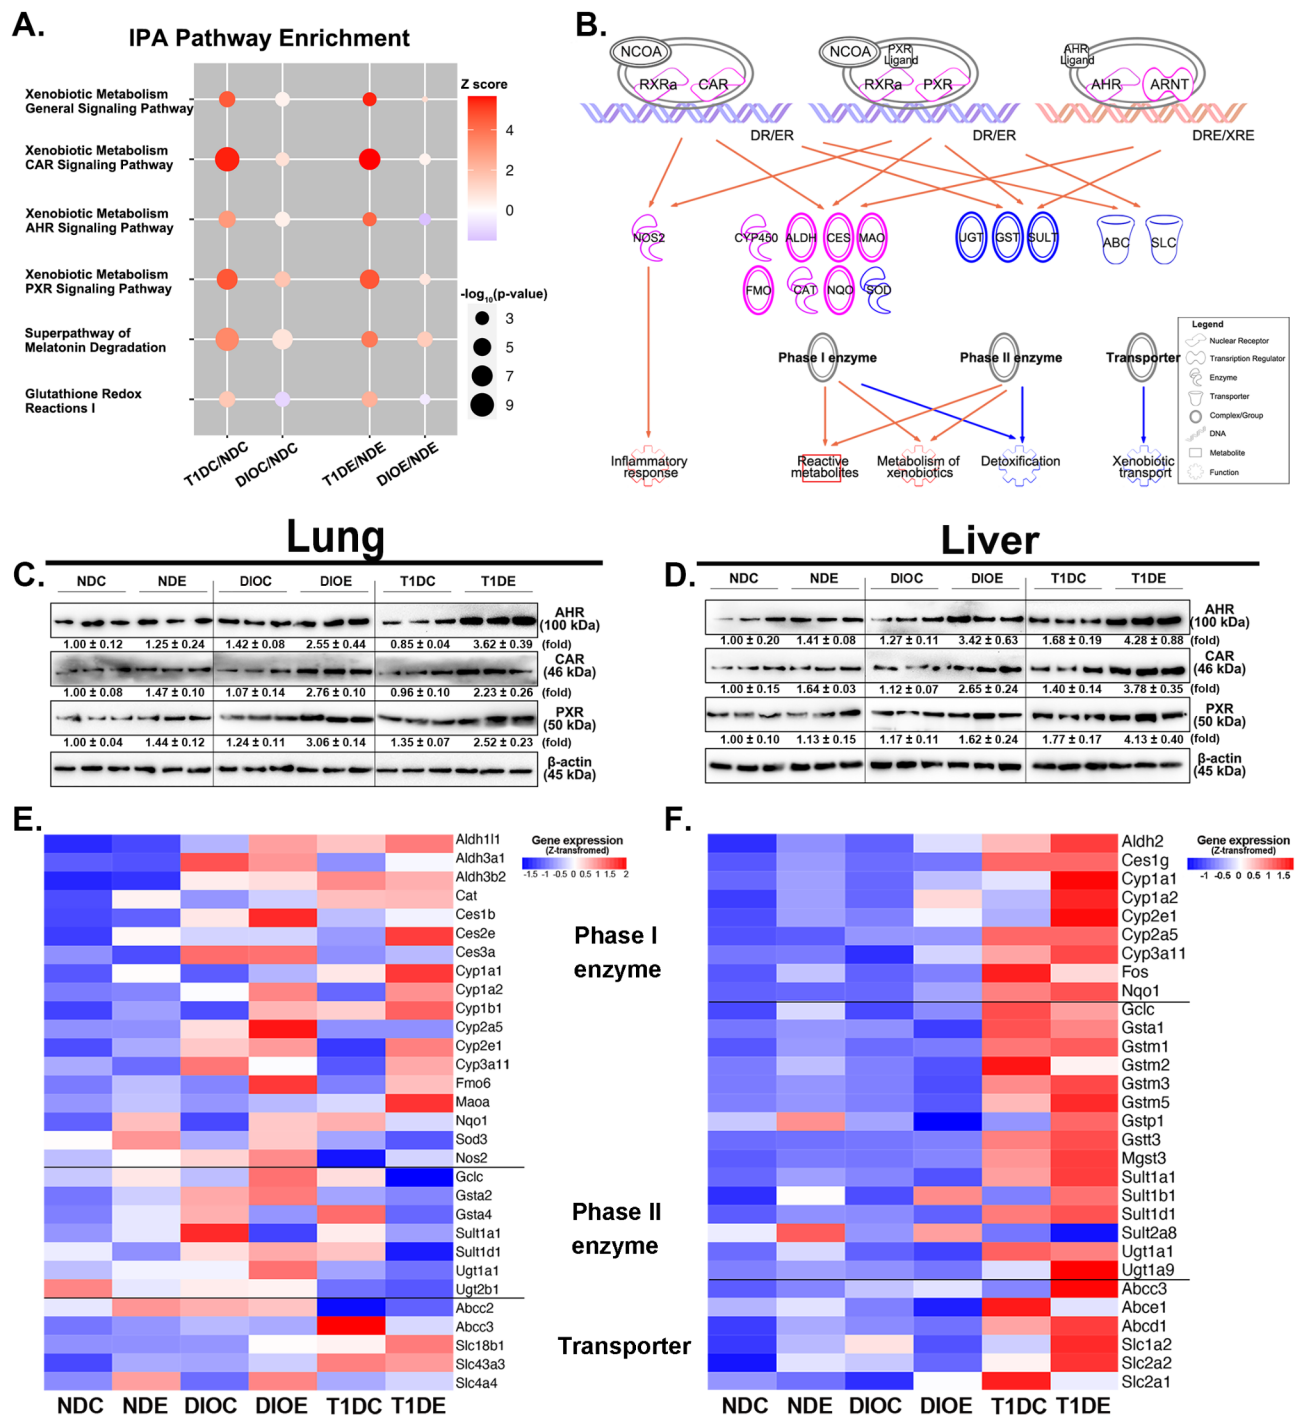 A.
IPA Pathway Enrichment
Xenobiotic Metabolism
General Signaling Pathway
Xenobiotic Metabolism
CAR Signaling Pathway
Xenobiotic Metabolism
AHR Signaling Pathway
Xenobiotic Metabolism
PXR Signaling Pathway
Superpathway of
Melatonin Degradation
Glutathione Redox
Reactions I
T1DC/NDC
DIOC/NDC
T1DE/NDE
DIOE/NDE
Z score
4
2
0
-log10(p-value)
3
5
7
9
B.
NCOA
RXRa
CAR
DR/ER
NCOA
PXR
Ligand
RXRa
PXR
DR/ER
AHR
Ligand
AHR
ARNT
DRE/XRE
NOS2
CYP450
ALDH
CES
MAO
FMO
CAT
NQO
SOD
UGT
GST
SULT
ABC
SLC
Phase I enzyme
Phase II enzyme
Transporter
Inflammatory
response
Reactive
metabolites
Metabolism of
xenobiotics
Detoxification
Xenobiotic
transport
Legend
Nuclear Receptor
Transription Regulator
Enzyme
Transporter
Complex/Group
DNA
Metabolite
Function
Lung
C.
NDC NDE DIOC DIOE T1DC T1DE
AHR
(100 kDa)
1.00 ± 0.12 1.25 ± 0.24 1.42 ± 0.08 2.55 ± 0.44 0.85 ± 0.04 3.62 ± 0.39 (fold)
CAR
(46 kDa)
1.00 ± 0.08 1.47 ± 0.10 1.07 ± 0.14 2.76 ± 0.10 0.96 ± 0.10 2.23 ± 0.26 (fold)
PXR
(50 kDa)
1.00 ± 0.04 1.44 ± 0.12 1.24 ± 0.11 3.06 ± 0.14 1.35 ± 0.07 2.52 ± 0.23 (fold)
β-actin
(45 kDa)
Liver
D.
NDC NDE DIOC DIOE T1DC T1DE
AHR
(100 kDa)
1.00 ± 0.20 1.41 ± 0.08 1.27 ± 0.11 3.42 ± 0.63 1.68 ± 0.19 4.28 ± 0.88 (fold)
CAR
(46 kDa)
1.00 ± 0.15 1.64 ± 0.03 1.12 ± 0.07 2.65 ± 0.24 1.40 ± 0.14 3.78 ± 0.35 (fold)
PXR
(50 kDa)
1.00 ± 0.10 1.13 ± 0.15 1.17 ± 0.11 1.62 ± 0.24 1.77 ± 0.17 4.13 ± 0.40 (fold)
β-actin
(45 kDa)
E.
Aldh1l1
Aldh3a1
Aldh3b2
Cat
Ces1b
Ces2e
Ces3a
Cyp1a1
Cyp1a2
Cyp1b1
Cyp2a5
Cyp2e1
Cyp3a11
Fmo6
Maoa
Nqo1
Sod3
Nos2
Gclc
Gsta2
Gsta4
Sult1a1
Sult1d1
Ugt1a1
Ugt2b1
Abcc2
Abcc3
Slc18b1
Slc43a3
Slc4a4
NDC NDE DIOC DIOE T1DC T1DE
Gene expression
(Z-transfromed)
-1.5 -1 -0.5 0 0.5 1 1.5 2
Phase I
enzyme
Phase II
enzyme
Transporter
F.
Aldh2
Ces1g
Cyp1a1
Cyp1a2
Cyp2e1
Cyp2a5
Cyp3a11
Fos
Nqo1
Gclc
Gsta1
Gstm1
Gstm2
Gstm3
Gstm5
Gstp1
Gstt3
Mgst3
Sult1a1
Sult1b1
Sult1d1
Sult2a8
Ugt1a1
Ugt1a9
Abcc3
Abce1
Abcd1
Slc1a2
Slc2a2
Slc2a1
NDC NDE DIOC DIOE T1DC T1DE
Gene expression
(Z-transfromed)
-1 -0.5 0 0.5 1 1.5